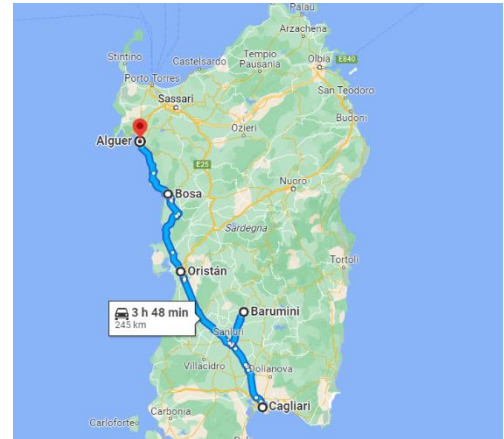 Palau
Arzachena
Stintino
Castelsardo
Tempio
Pausania
Olbia
E840
Porto Torres
Sassari
San Teodoro
Budoni
Alguer
Ozieri
E25
Bosa
Nuoro
Sardegna
Oristán
Tortolì
3 h 48 min
245 km
Barumini
Sanluri
Villacidro
Dolianova
Cagliari
Carbonia
Carloforte